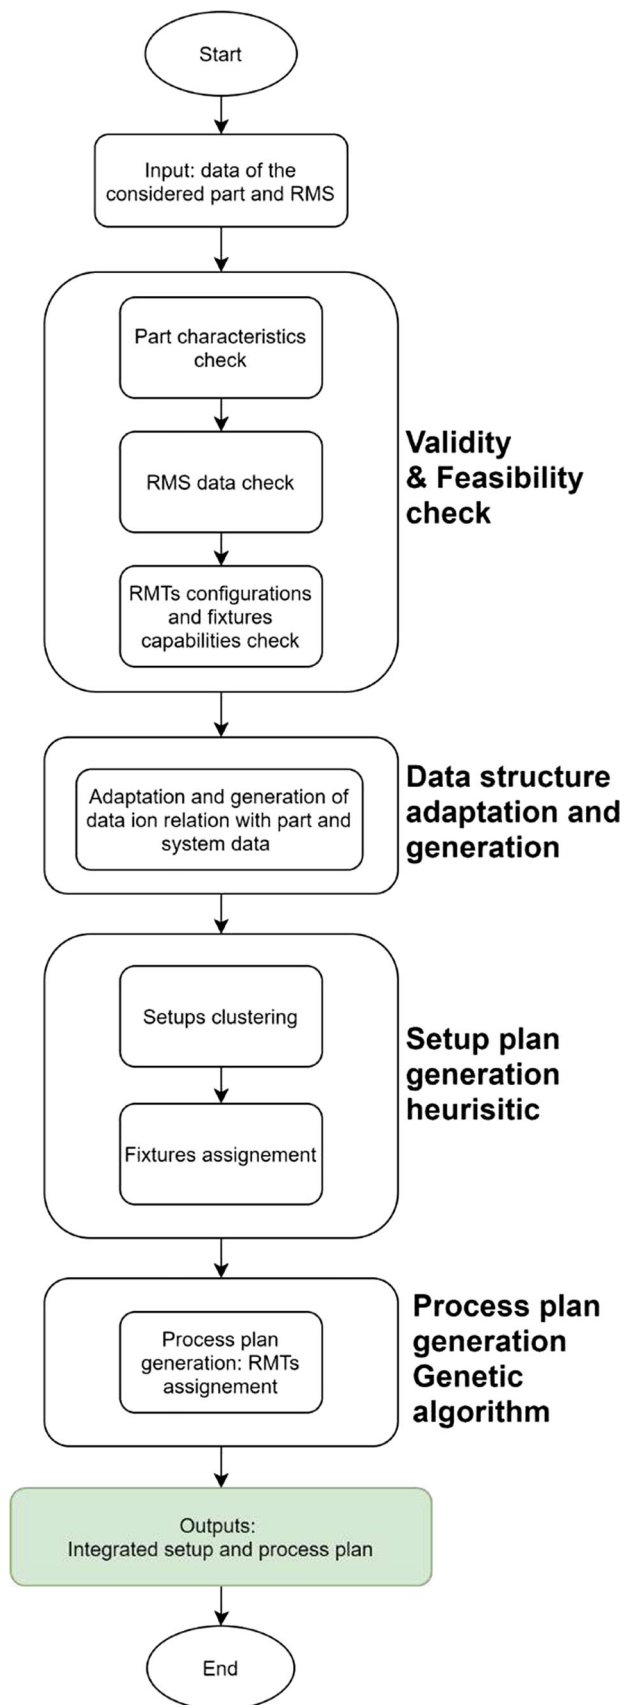 Start
Input: data of the
considered part and RMS
Part characteristics
check
RMS data check
RMTs configurations
and fixtures
capabilities check
Validity
& Feasibility
check
Adaptation and generation of
data ion relation with part and
system data
Data structure
adaptation and
generation
Setups clustering
Fixtures assignement
Setup plan
generation
heurisitic
Process plan
generation: RMTs
assignement
Process plan
generation
Genetic
algorithm
Outputs:
Integrated setup and process plan
End